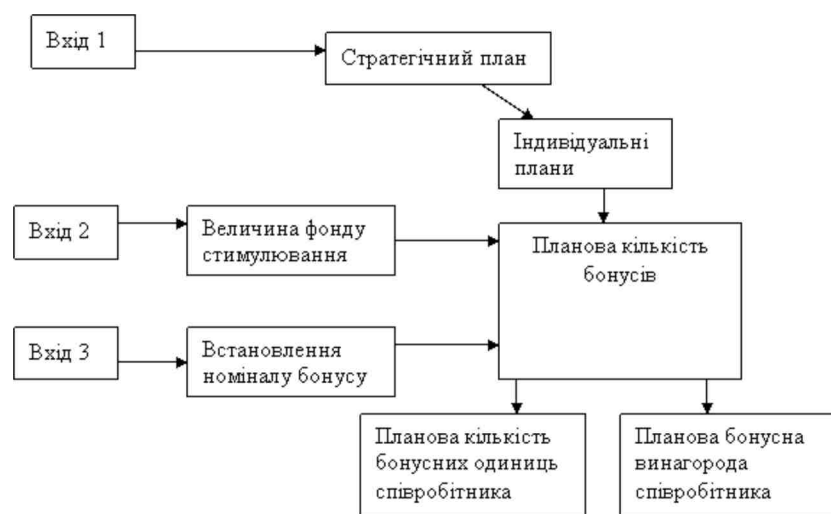 Вхід 1
Стратегічний план
Індивідуальні
плани
Вхід 2
Величина фонду
стимулювання
Планова кількість
бонусів
Вхід 3
Встановлення
номіналу бонусу
Планова кількість
бонусних одиниць
співробітника
Планова бонусна
винагорода
співробітника